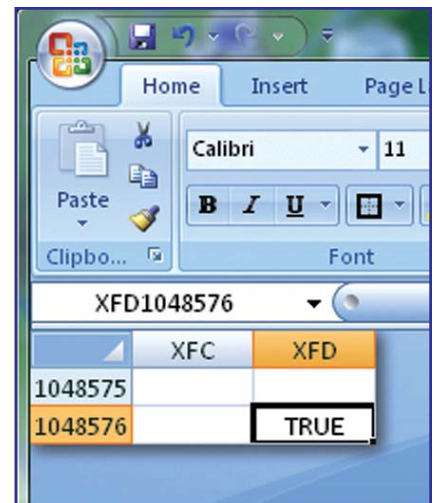 Home Insert Page L
Calibri 11
Paste
B I U
Clipbo... Font
XFD1048576
XFC XFD
1048575
1048576 TRUE